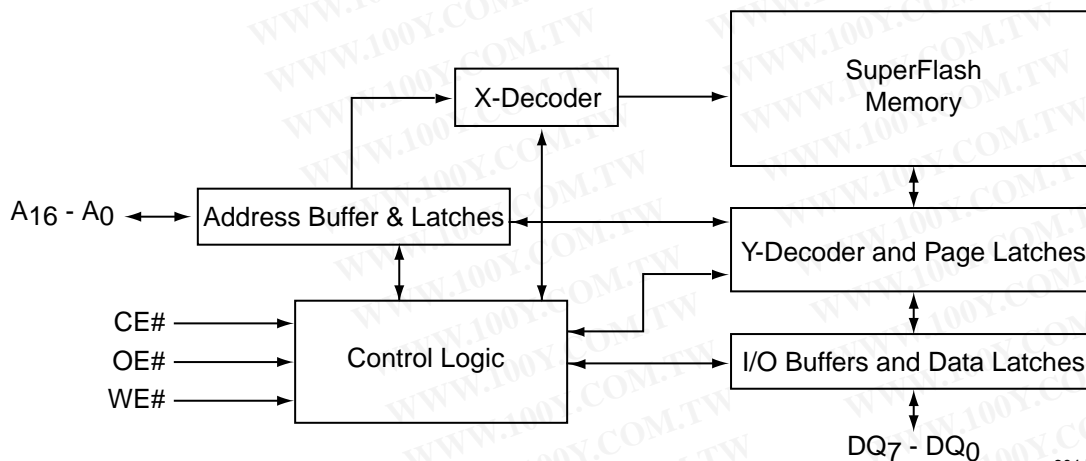 SuperFlash
Memory
X-Decoder
A16 - A0
Address Buffer & Latches
Y-Decoder and Page Latches
CE#
OE#
WE#
Control Logic
I/O Buffers and Data Latches
DQ7 - DQ0
WWW.100Y.COM.TW